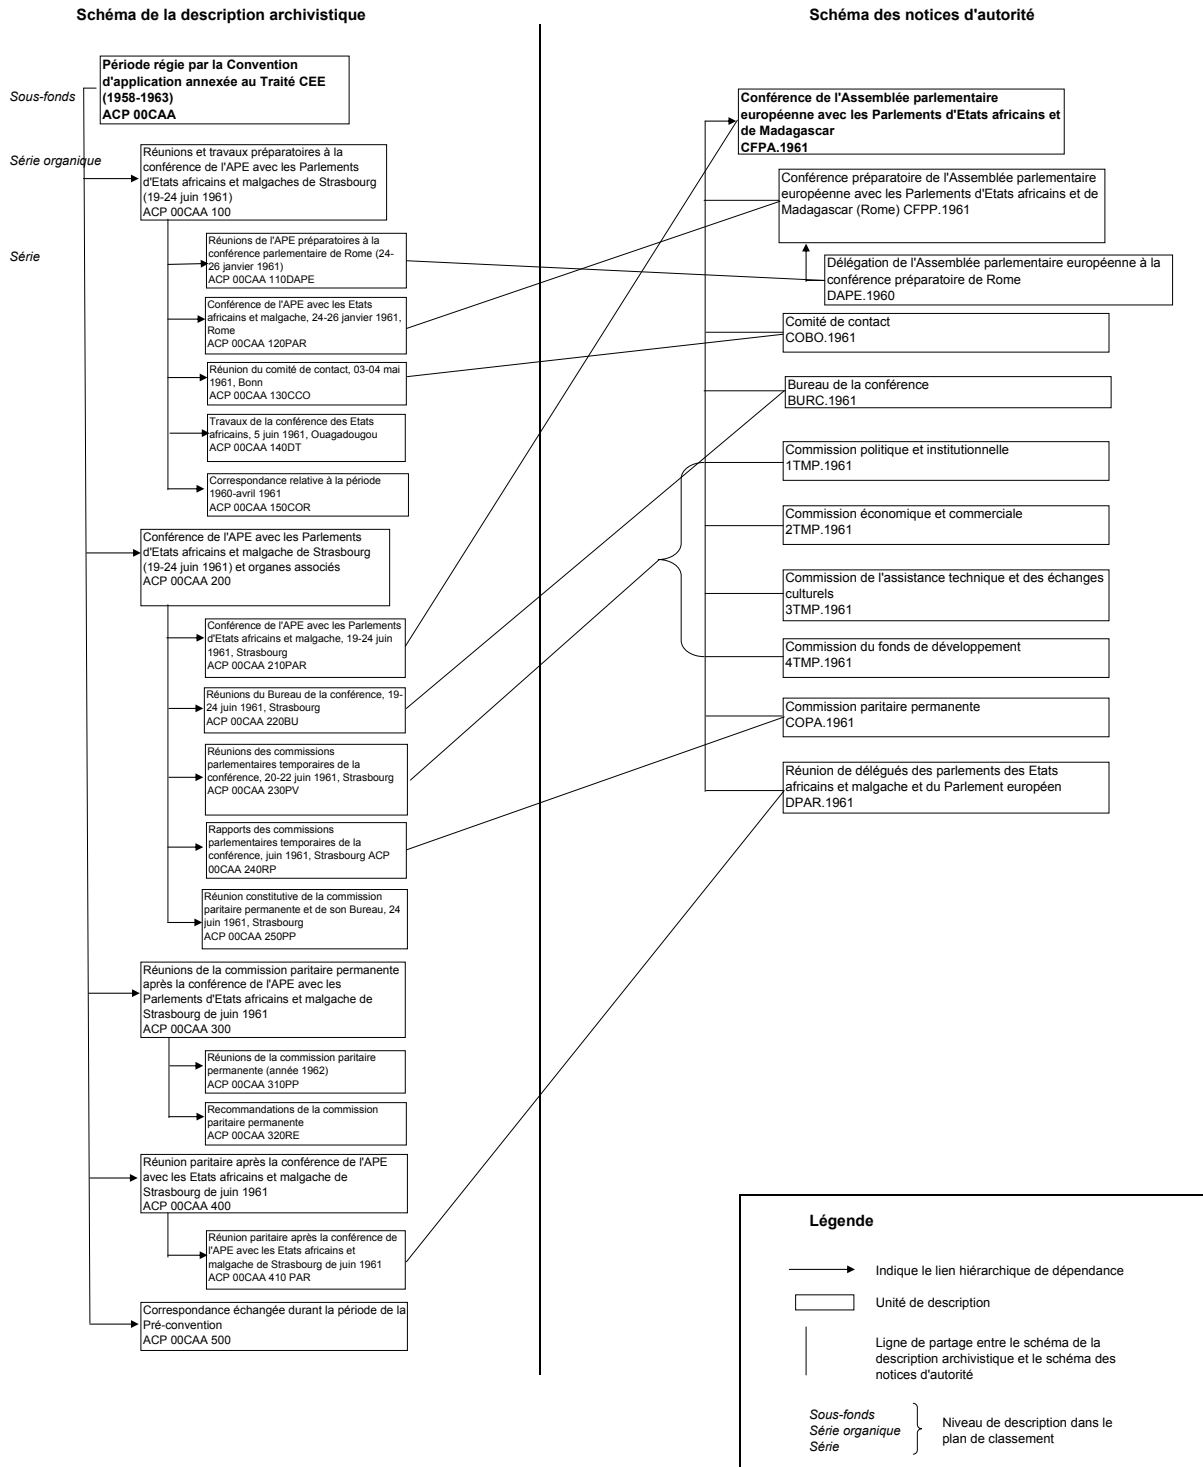 Schéma de la description archivistique
Sous-fonds
Période régie par la Convention
d'application annexée au Traité CEE
(1958-1963)
ACP 00CAA
Série organique
Réunions et travaux préparatoires à la
conférence de l'APE avec les Parlements
d'Etats africains et malgaches de Strasbourg
(19-24 juin 1961)
ACP 00CAA 100
Série
Réunions de l'APE préparatoires à la
conférence parlementaire de Rome (24-
26 janvier 1961)
ACP 00CAA 110DAPE
Conférence de l'APE avec les Etats
africains et malgache, 24-26 janvier 1961,
Rome
ACP 00CAA 120PAR
Réunion du comité de contact, 03-04 mai
1961, Bonn
ACP 00CAA 130CCO
Travaux de la conférence des Etats
africains, 5 juin 1961, Ouagadougou
ACP 00CAA 140DT
Correspondance relative à la période
1960-avril 1961
ACP 00CAA 150COR
Conférence de l'APE avec les Parlements
d'Etats africains et malgache de Strasbourg
(19-24 juin 1961) et organes associés
ACP 00CAA 200
Conférence de l'APE avec les Parlements
d'Etats africains et malgache, 19-24 juin
1961, Strasbourg
ACP 00CAA 210PAR
Réunions du Bureau de la conférence, 19-
24 juin 1961, Strasbourg
ACP 00CAA 220BU
Réunions des commissions
parlementaires temporaires de la
conférence, 20-22 juin 1961, Strasbourg
ACP 00CAA 230PV
Rapports des commissions
parlementaires temporaires de la
conférence, juin 1961, Strasbourg ACP
00CAA 240RP
Réunion constitutive de la commission
paritaire permanente et de son Bureau, 24
juin 1961, Strasbourg
ACP 00CAA 250PP
Réunions de la commission paritaire permanente
après la conférence de l'APE avec les
Parlements d'Etats africains et malgache de
Strasbourg de juin 1961
ACP 00CAA 300
Réunions de la commission paritaire
permanente (année 1962)
ACP 00CAA 310PP
Recommandations de la commission
paritaire permanente
ACP 00CAA 320RE
Réunion paritaire après la conférence de l'APE
avec les Etats africains et malgache de
Strasbourg de juin 1961
ACP 00CAA 400
Réunion paritaire après la conférence de
l'APE avec les Etats africains et
malgache de Strasbourg de juin 1961
ACP 00CAA 410 PAR
Correspondance échangée durant la période de la
Pré-convention
ACP 00CAA 500
Schéma des notices d'autorité
Conférence de l'Assemblée parlementaire
européenne avec les Parlements d'Etats africains et
de Madagascar
CFPA.1961
Conférence préparatoire de l'Assemblée parlementaire
européenne avec les Parlements d'Etats africains et de
Madagascar (Rome) CFPP.1961
Délégation de l'Assemblée parlementaire européenne à la
conférence préparatoire de Rome
DAPE.1960
Comité de contact
COBO.1961
Bureau de la conférence
BURC.1961
Commission politique et institutionnelle
1TMP.1961
Commission économique et commerciale
2TMP.1961
Commission de l'assistance technique et des échanges
culturels
3TMP.1961
Commission du fonds de développement
4TMP.1961
Commission paritaire permanente
COPA.1961
Réunion de délégués des parlements des Etats
africains et malgache et du Parlement européen
DPAR.1961
Légende
Indique le lien hiérarchique de dépendance
Unité de description
Ligne de partage entre le schéma de la
description archivistique et le schéma des
notices d'autorité
Sous-fonds
Série organique
Série
Niveau de description dans le
plan de classement